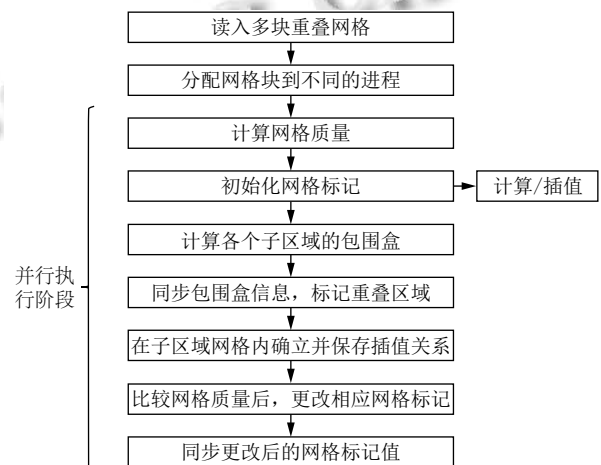 读入多块重叠网格
分配网格块到不同的进程
计算网格质量
初始化网格标记
计算/插值
计算各个子区域的包围盒
并行执
行阶段
同步包围盒信息，标记重叠区域
在子区域网格内确立并保存插值关系
比较网格质量后，更改相应网格标记
同步更改后的网格标记值